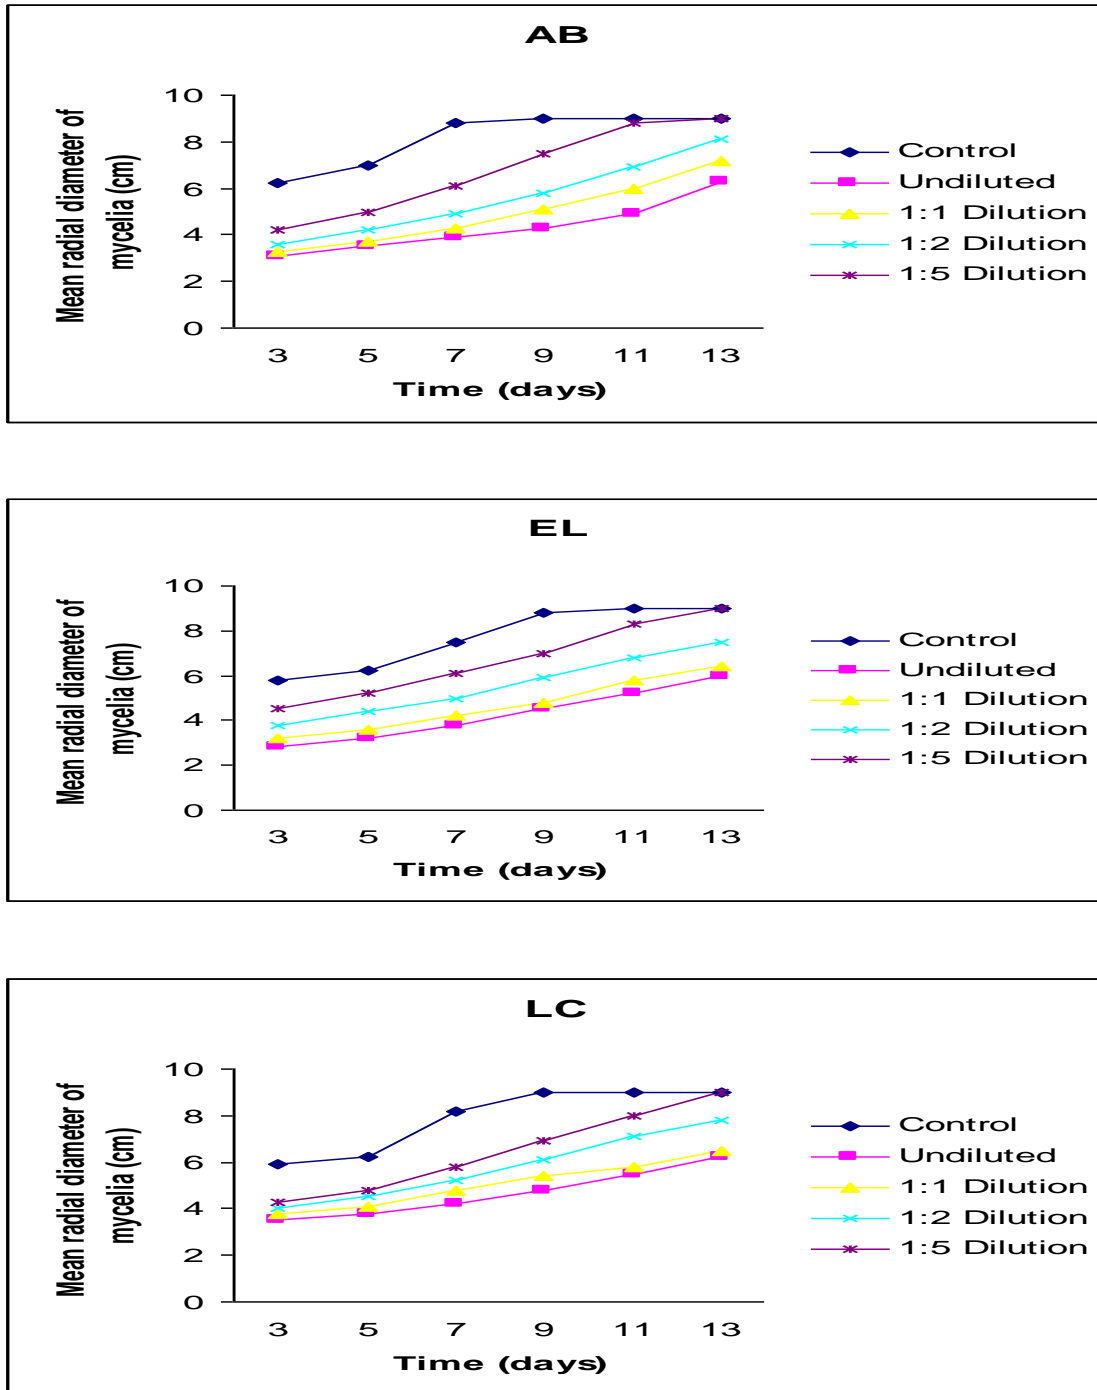 AB
Mean radial diameter of
mycelia (cm)
10
8
6
4
2
0
3 5 7 9 11 13
Time (days)
Control
Undiluted
1:1 Dilution
1:2 Dilution
1:5 Dilution
EL
Mean radial diameter of
mycelia (cm)
10
8
6
4
2
0
3 5 7 9 11 13
Time (days)
Control
Undiluted
1:1 Dilution
1:2 Dilution
1:5 Dilution
LC
Mean radial diameter of
mycelia (cm)
10
8
6
4
2
0
3 5 7 9 11 13
Time (days)
Control
Undiluted
1:1 Dilution
1:2 Dilution
1:5 Dilution